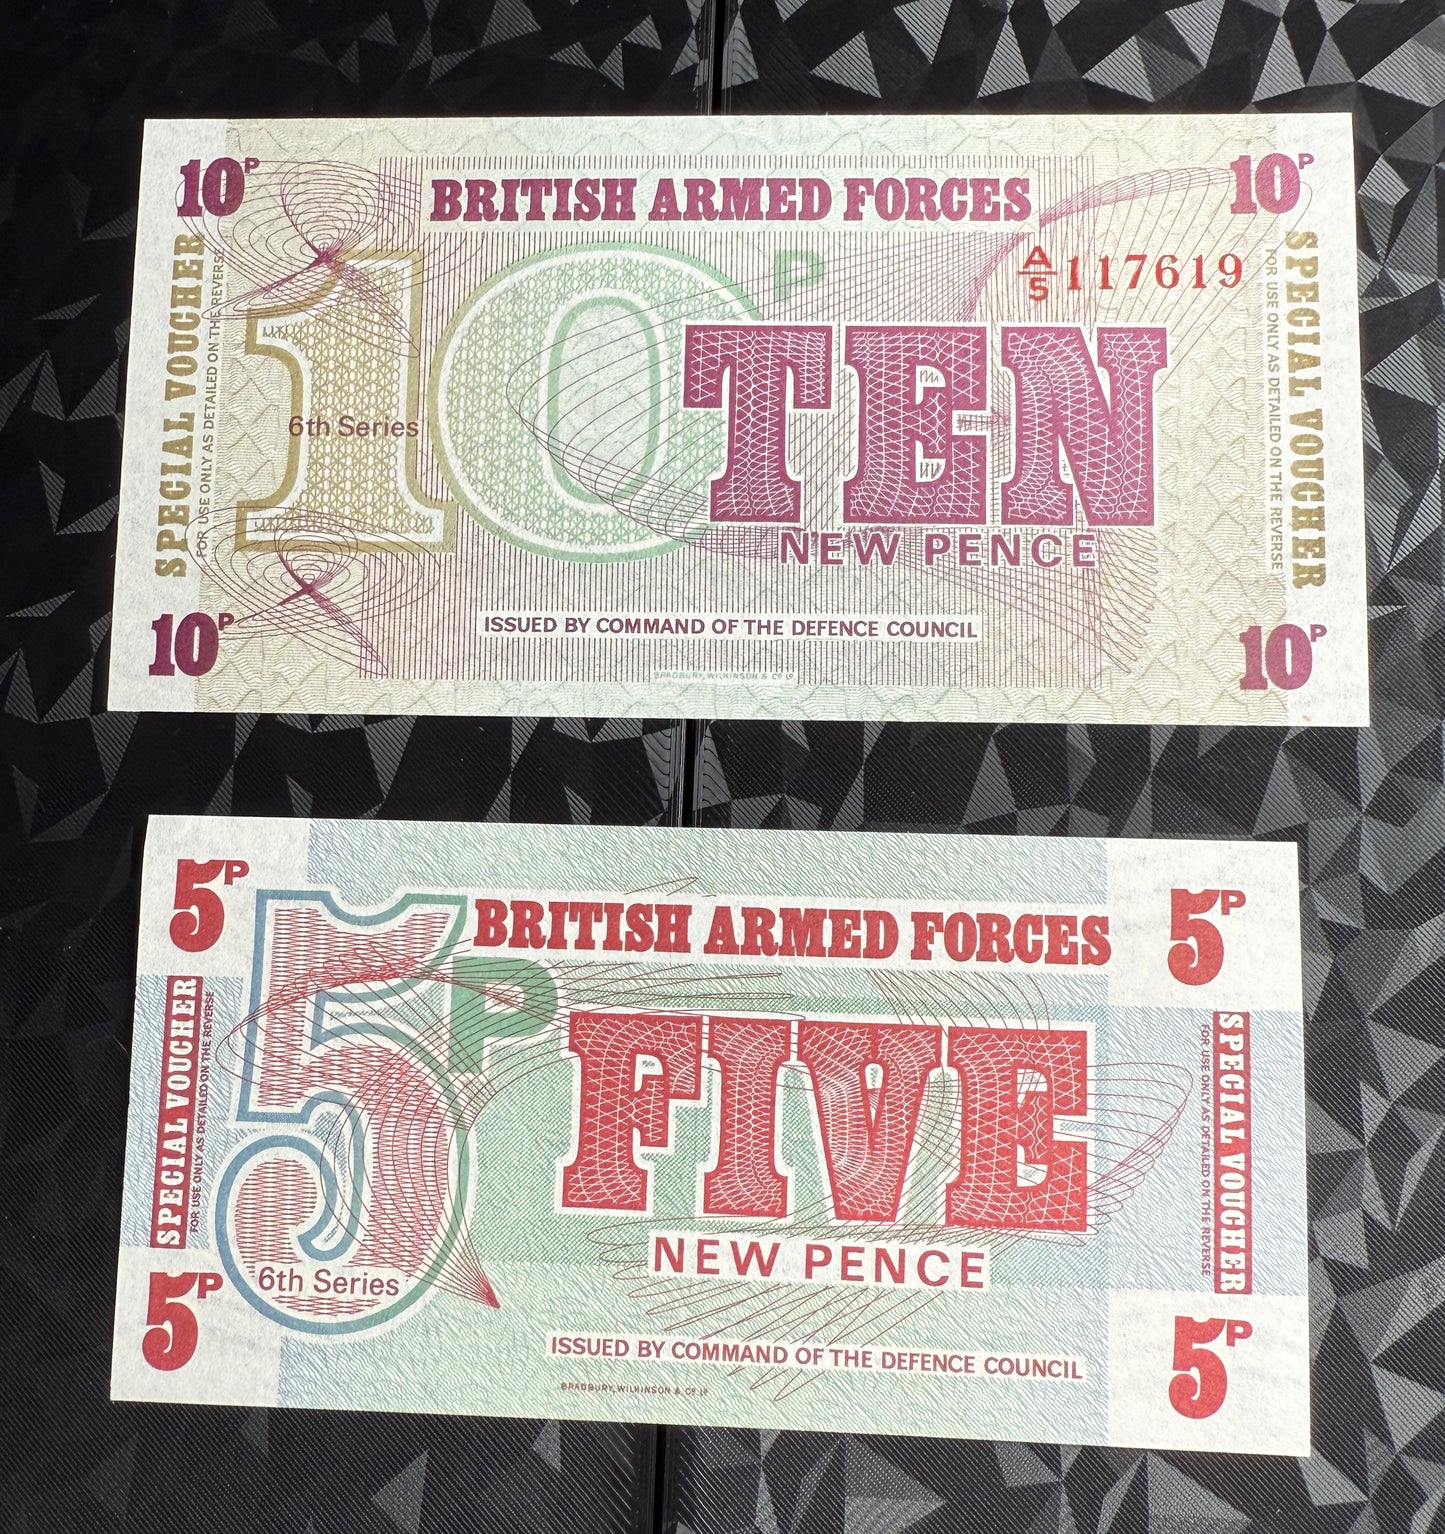 10P
BRITISH ARMED FORCES
10P
A/5 117619
SPECIAL VOUCHER
FOR USE ONLY AS DETAILED ON THE REVERSE
10P
6th Series
TEN
NEW PENCE
SPECIAL VOUCHER
FOR USE ONLY AS DETAILED ON THE REVERSE
ISSUED BY COMMAND OF THE DEFENCE COUNCIL
10P
10P
BRADBURY, WILKINSON & Cº Lº
5P
BRITISH ARMED FORCES
5P
5P
SPECIAL VOUCHER
FOR USE ONLY AS DETAILED ON THE REVERSE
FIVE
NEW PENCE
SPECIAL VOUCHER
FOR USE ONLY AS DETAILED ON THE REVERSE
6th Series
5P
ISSUED BY COMMAND OF THE DEFENCE COUNCIL
5P
BRADBURY, WILKINSON & Cº Lº